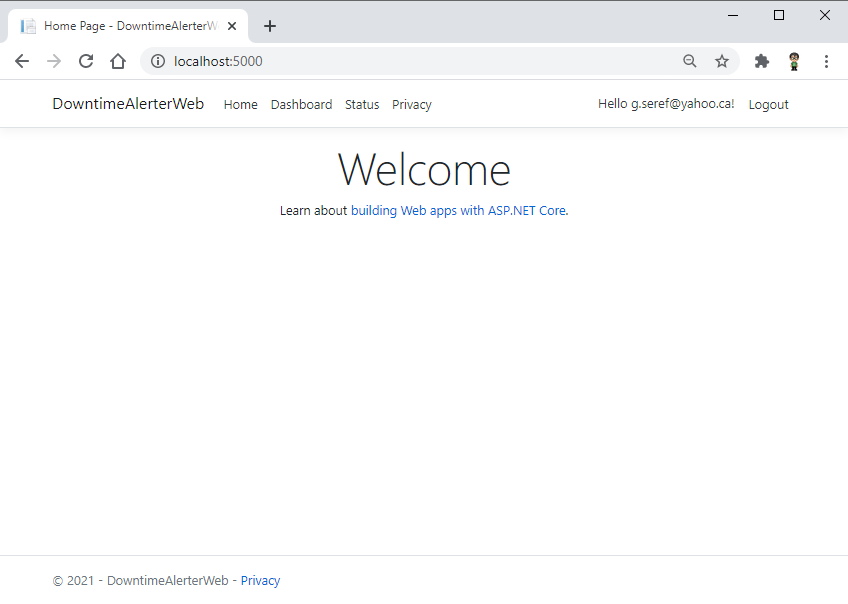 Home Page - DowntimeAlerterW
localhost:5000
DowntimeAlerterWeb Home Dashboard Status Privacy Hello g.seref@yahoo.ca! Logout
Welcome
Learn about building Web apps with ASP.NET Core.
© 2021 - DowntimeAlerterWeb - Privacy